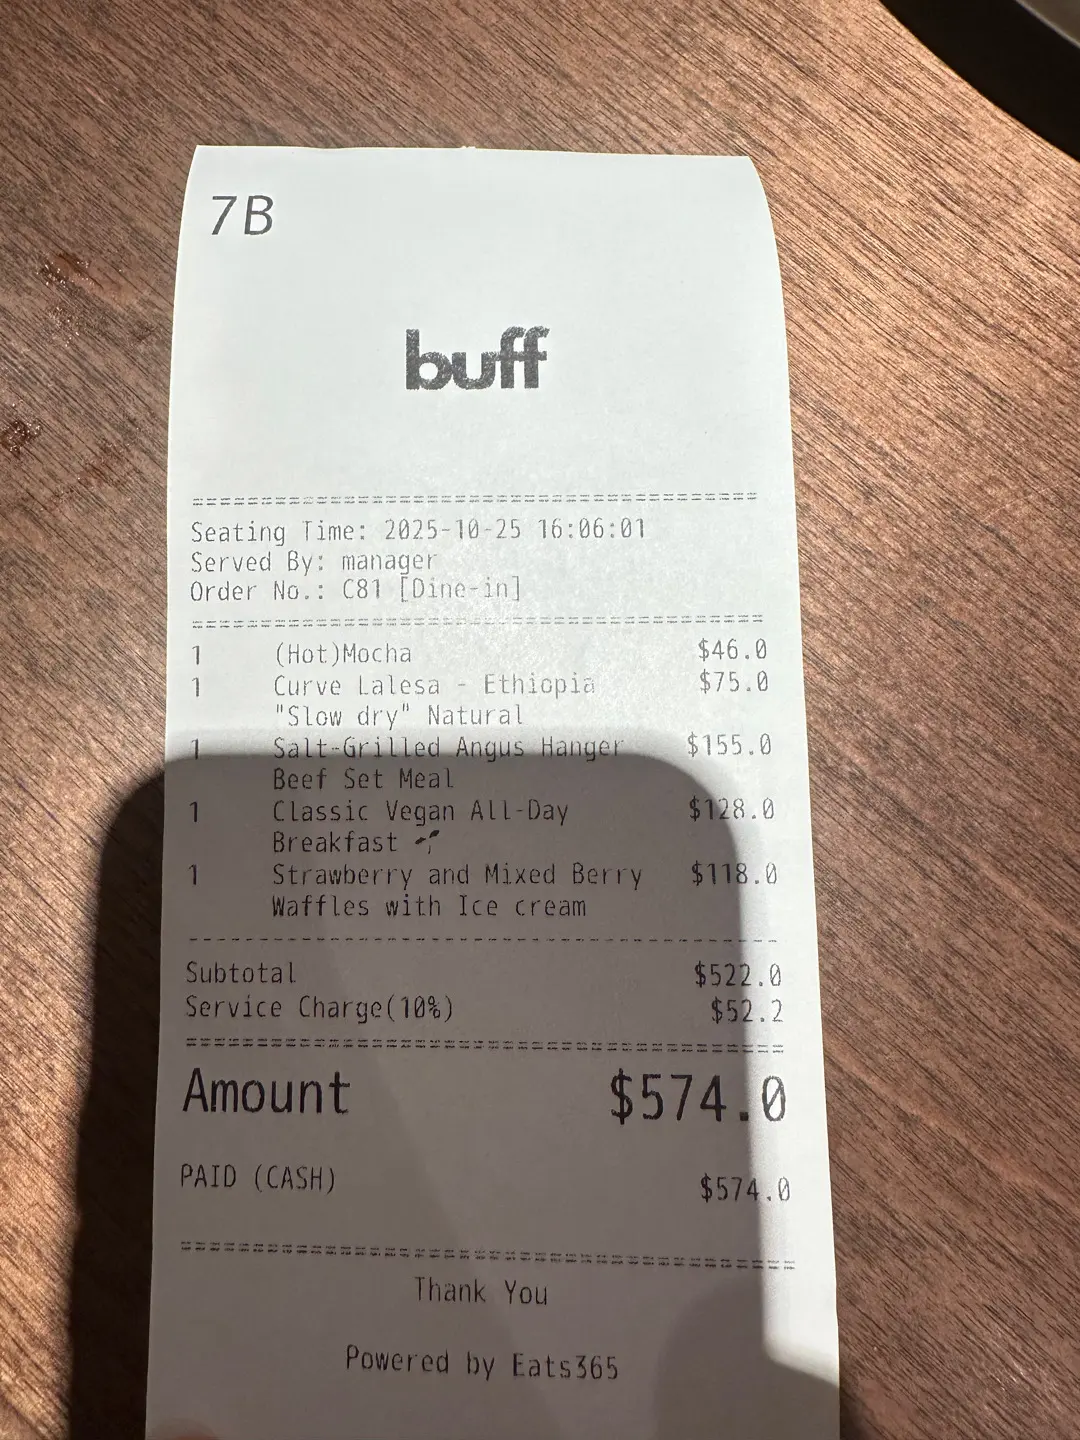 7B
buff
Seating Time: 2025-10-25 16:06:01
Served By: manager
Order No.: C81 [Dine-in]
1 (Hot)Mocha $46.0
1 Curve Lalesa - Ethiopia $75.0
"Slow dry" Natural
1 Salt-Grilled Angus Hanger $155.0
Beef Set Meal
1 Classic Vegan All-Day $128.0
Breakfast
1 Strawberry and Mixed Berry $118.0
Waffles with Ice cream
Subtotal $522.0
Service Charge(10%) $52.2
Amount $574.0
PAID (CASH) $574.0
Thank You
Powered by Eats365